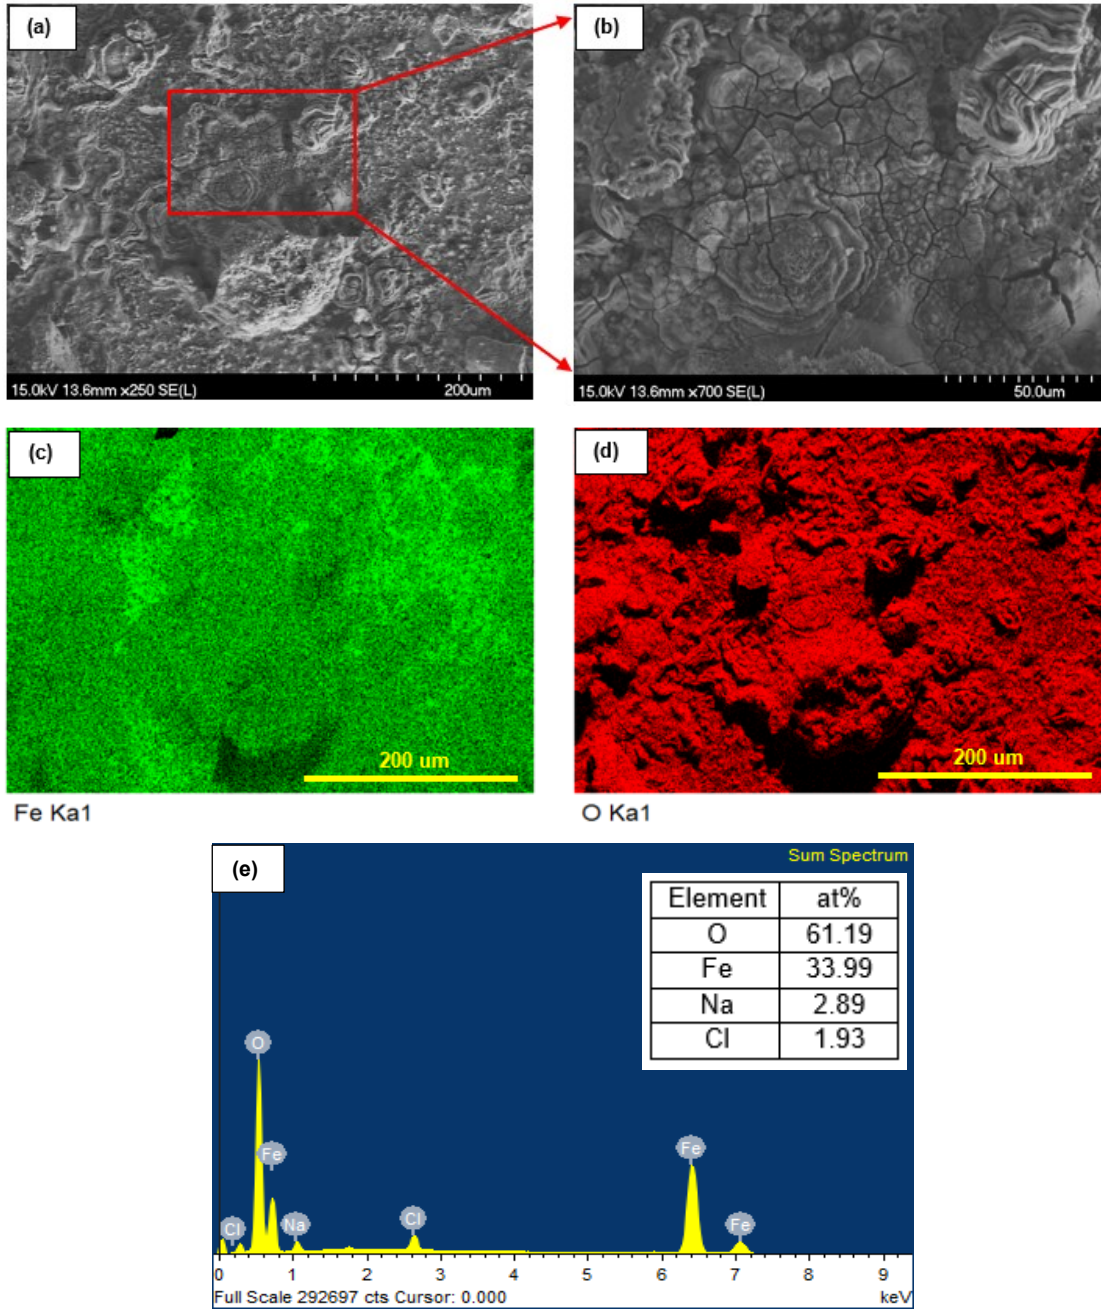 (a)
(b)
15.0kV 13.6mm x250 SE(L) 200um
15.0kV 13.6mm x700 SE(L) 50.0um
(c)
(d)
200 um
200 um
Fe Ka1
O Ka1
(e)
Sum Spectrum
Element at%
O 61.19
Fe 33.99
Na 2.89
Cl 1.93
O
Fe
Fe
Cl
Na
Cl
Fe
0 1 2 3 4 5 6 7 8 9
Full Scale 292697 cts Cursor: 0.000 keV